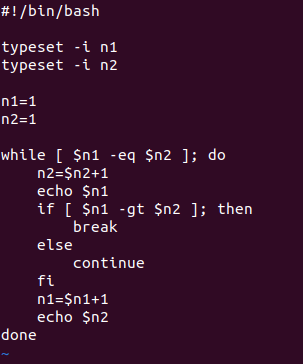 #!/bin/bash

typeset -i n1
typeset -i n2

n1=1
n2=1

while [ $n1 -eq $n2 ]; do
    n2=$n2+1
    echo $n1
    if [ $n1 -gt $n2 ]; then
        break
    else
        continue
    fi
    n1=$n1+1
    echo $n2
done
~